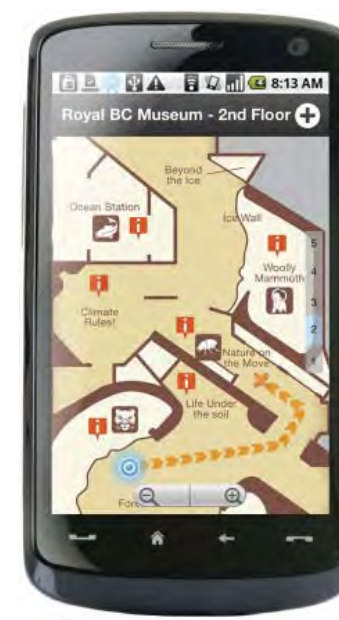 8:13 AM
Royal BC Museum - 2nd Floor
Beyond
the Ice
Ocean Station
Ice Wall
5
Woolly
Mammoth
4
3
Climate
Rules!
2
Nature on
the Move
1
Life Under
the soil